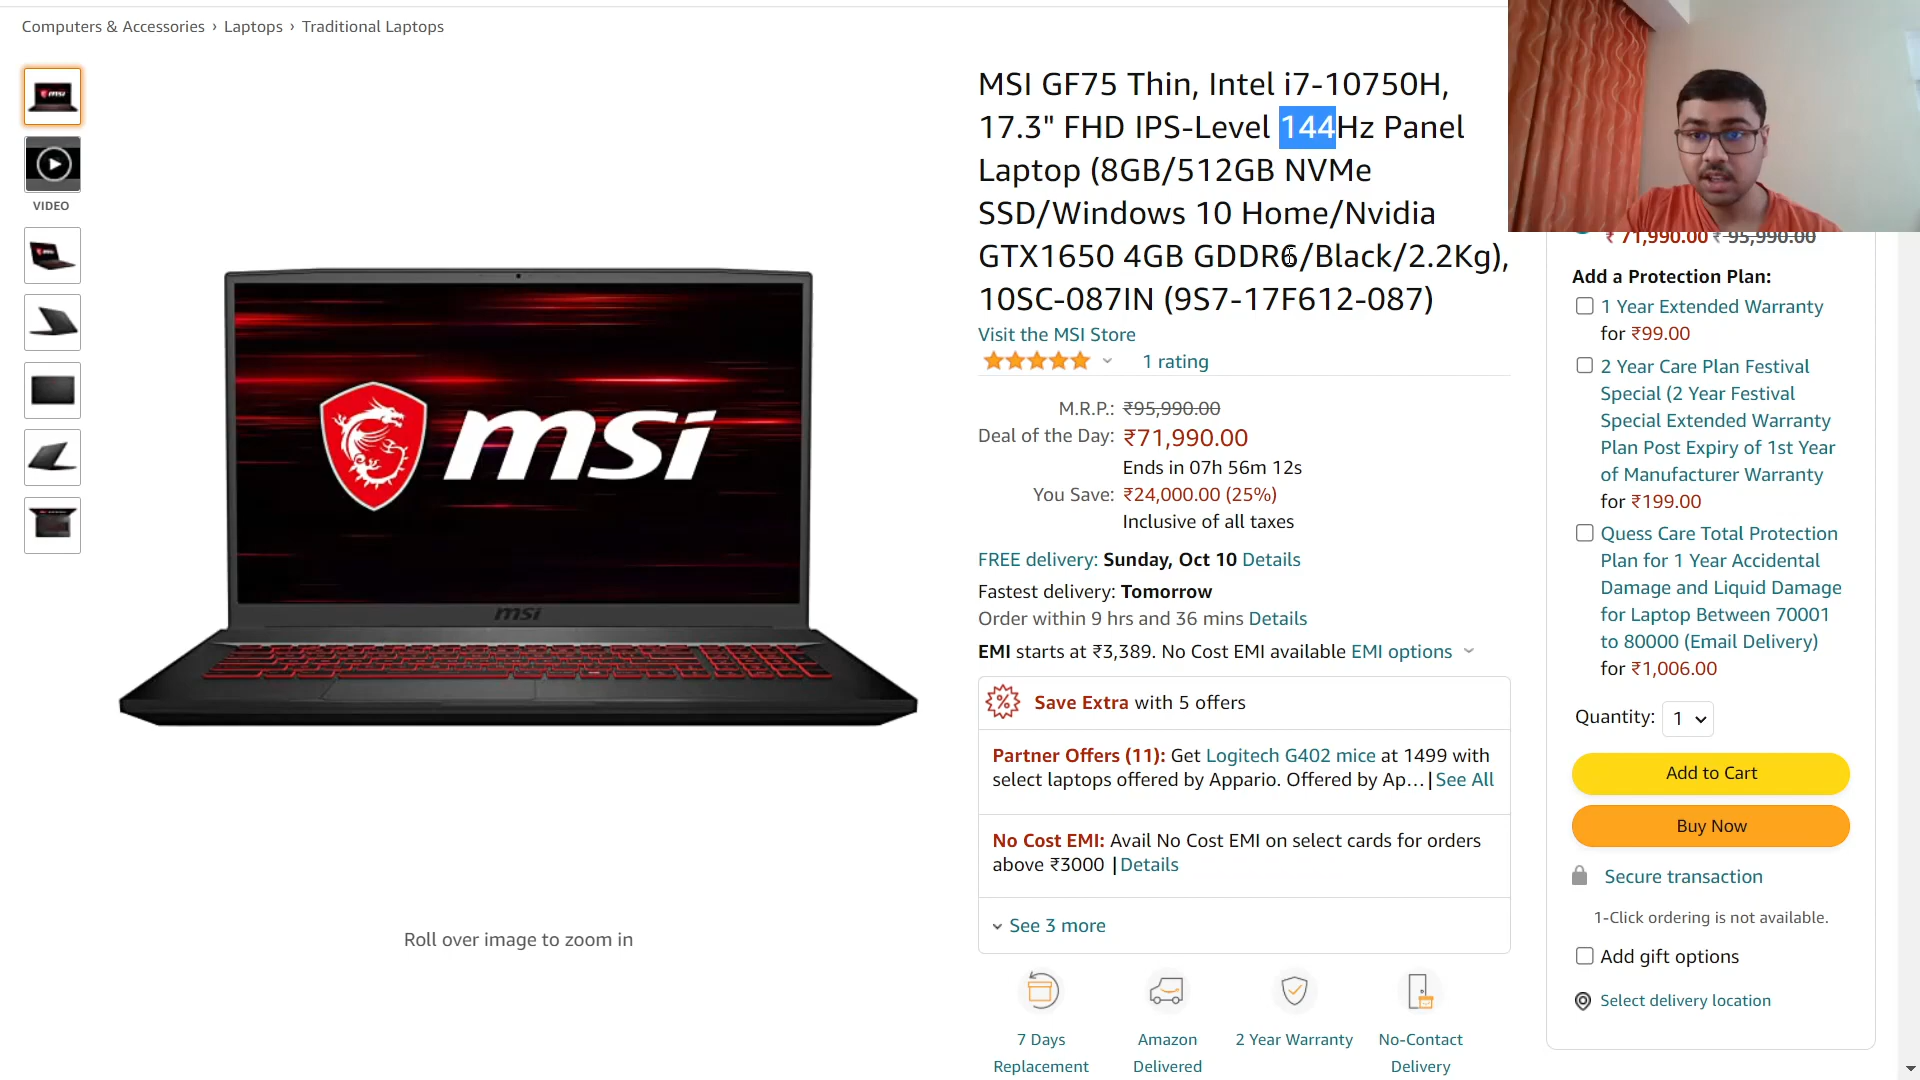 Computers & Accessories › Laptops › Traditional Laptops
VIDEO
msi
msi
Roll over image to zoom in
MSI GF75 Thin, Intel i7-10750H,
17.3" FHD IPS-Level 144Hz Panel
Laptop (8GB/512GB NVMe
SSD/Windows 10 Home/Nvidia
GTX1650 4GB GDDR6/Black/2.2Kg),
10SC-087IN (9S7-17F612-087)
Visit the MSI Store
1 rating
M.R.P.: ₹95,990.00
Deal of the Day: ₹71,990.00
Ends in 07h 56m 12s
You Save: ₹24,000.00 (25%)
Inclusive of all taxes
FREE delivery: Sunday, Oct 10 Details
Fastest delivery: Tomorrow
Order within 9 hrs and 36 mins Details
EMI starts at ₹3,389. No Cost EMI available EMI options
Save Extra with 5 offers
Partner Offers (11): Get Logitech G402 mice at 1499 with
select laptops offered by Appario. Offered by Ap… | See All
No Cost EMI: Avail No Cost EMI on select cards for orders
above ₹3000 | Details
See 3 more
7 Days
Replacement
Amazon
Delivered
2 Year Warranty
No-Contact
Delivery
₹ 71,990.00 ₹ 95,990.00
Add a Protection Plan:
1 Year Extended Warranty
for ₹99.00
2 Year Care Plan Festival
Special (2 Year Festival
Special Extended Warranty
Plan Post Expiry of 1st Year
of Manufacturer Warranty
for ₹199.00
Quess Care Total Protection
Plan for 1 Year Accidental
Damage and Liquid Damage
for Laptop Between 70001
to 80000 (Email Delivery)
for ₹1,006.00
Quantity: 1
Add to Cart
Buy Now
Secure transaction
1-Click ordering is not available.
Add gift options
Select delivery location